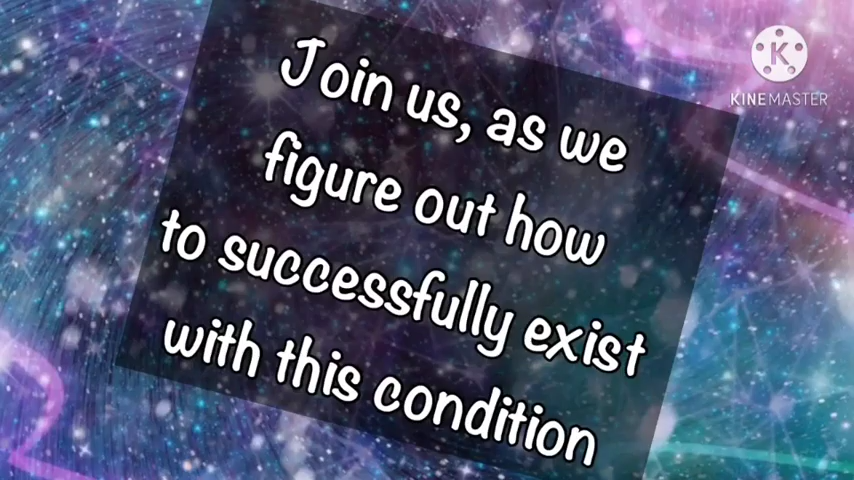 Join us, as we
figure out how
to successfully exist
with this condition
KINEMASTER